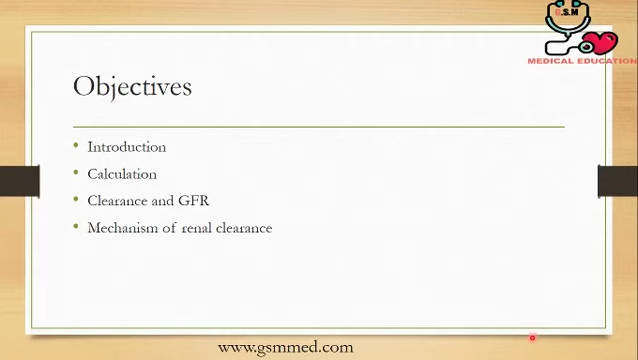 G.S.M
MEDICAL EDUCATION
Objectives
Introduction
Calculation
Clearance and GFR
Mechanism of renal clearance
www.gsmmed.com